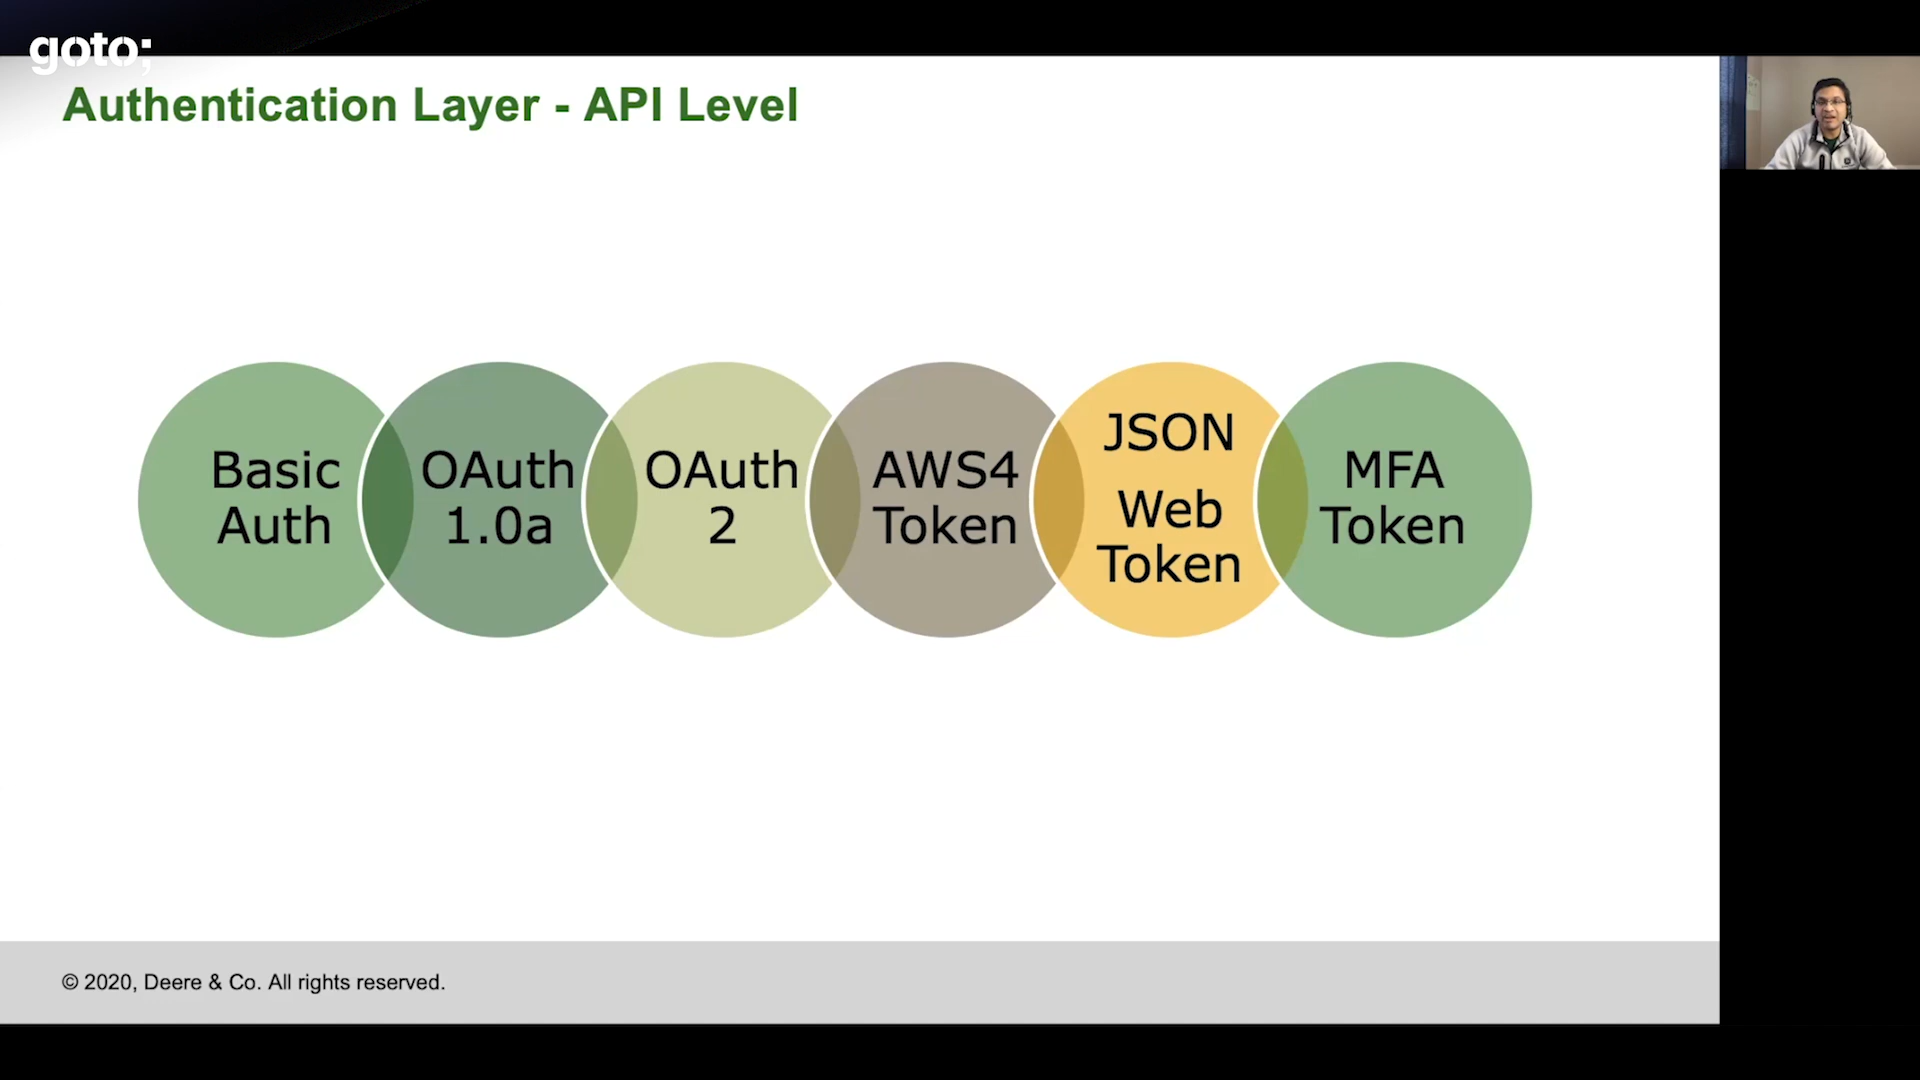 goto;
Authentication Layer - API Level
Basic
Auth
OAuth
1.0a
OAuth
2
AWS4
Token
JSON
Web
Token
MFA
Token
© 2020, Deere & Co. All rights reserved.